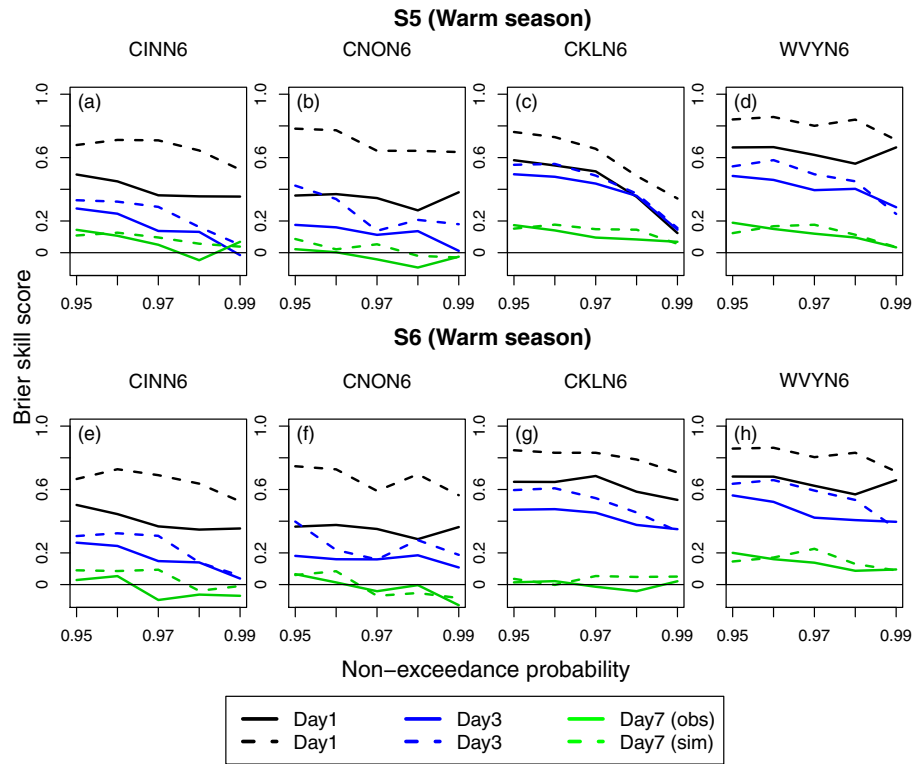 S5 (Warm season)
CINN6 CNON6 CKLN6 WVYN6
(a) (b) (c) (d)
0 0.2 0.6 1.0
0 0.2 0.6 1.0
0 0.2 0.6 1.0
0 0.2 0.6 1.0
0.95 0.97 0.99 0.95 0.97 0.99 0.95 0.97 0.99 0.95 0.97 0.99
Brier skill score
S6 (Warm season)
CINN6 CNON6 CKLN6 WVYN6
(e) (f) (g) (h)
0 0.2 0.6 1.0
0 0.2 0.6 1.0
0 0.2 0.6 1.0
0 0.2 0.6 1.0
0.95 0.97 0.99 0.95 0.97 0.99 0.95 0.97 0.99 0.95 0.97 0.99
Non−exceedance probability
Day1 Day3 Day7 (obs)
Day1 Day3 Day7 (sim)